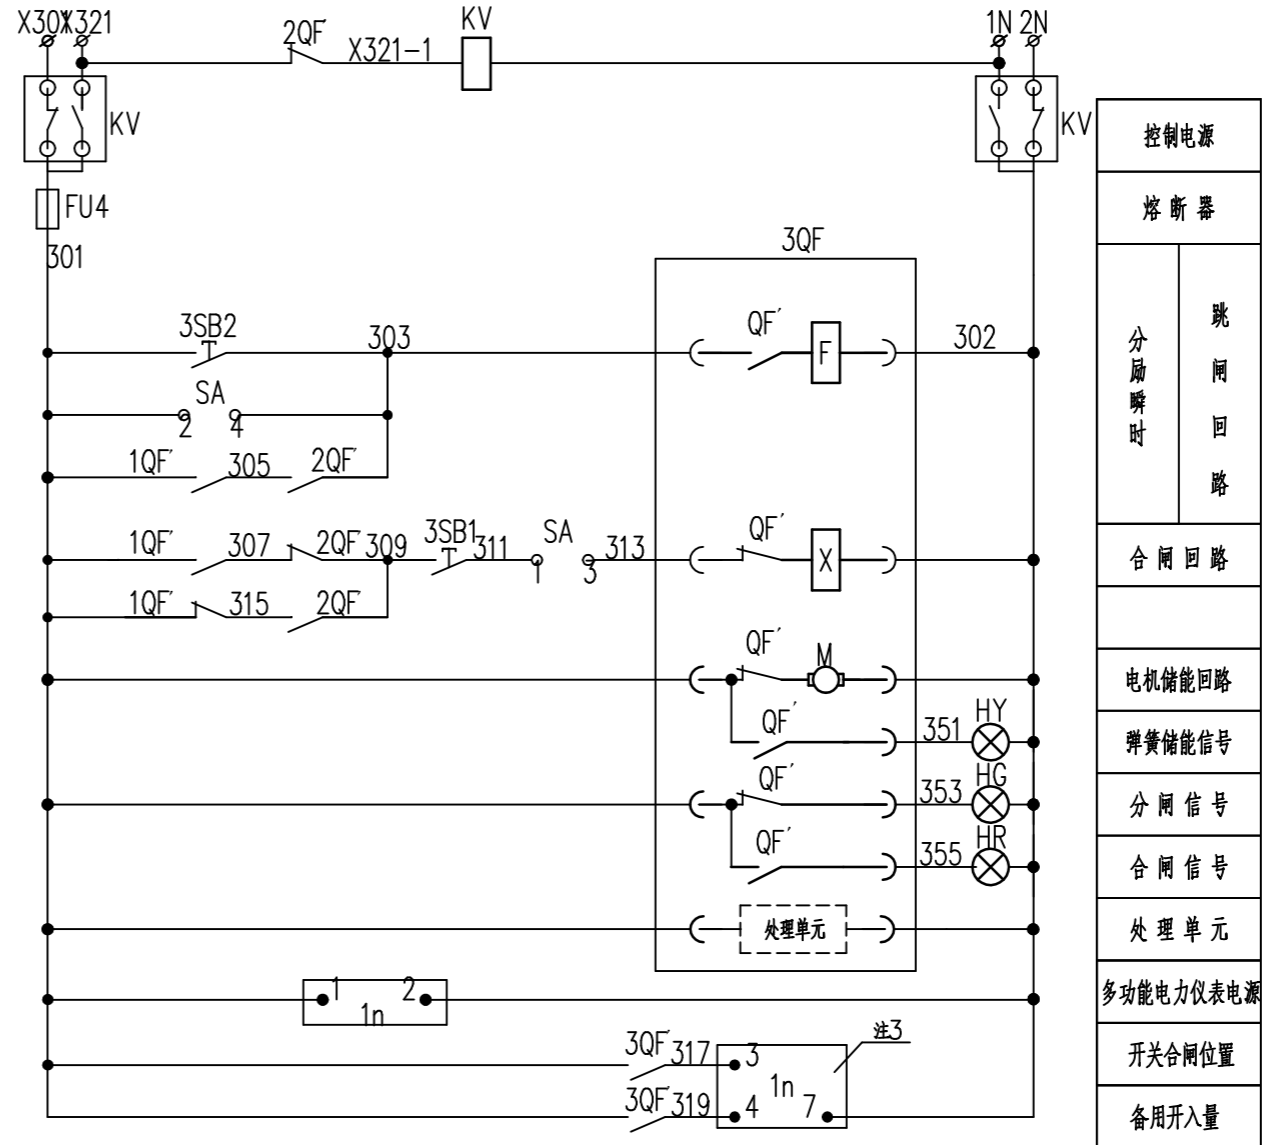 X301 X321 2QF′ X321-1 KV 1N 2N
KV KV 控制电源
FU4 熔断器
301
3QF
3SB2 303 QF′ F 302 分励瞬时 跳闸回路
SA
2 4
1QF′ 305 2QF′
1QF′ 307 2QF′ 309 3SB1 311 SA 313 QF′ X 合闸回路
1 3
1QF′ 315 2QF′
QF′ M 电机储能回路
QF′ 351 HY 弹簧储能信号
QF′ 353 HG 分闸信号
QF′ 355 HR 合闸信号
处理单元 处理单元
1 2 多功能电力仪表电源
1n
注3
3QF′ 317 3 开关合闸位置
1n
3QF′ 319 4 7 备用开入量